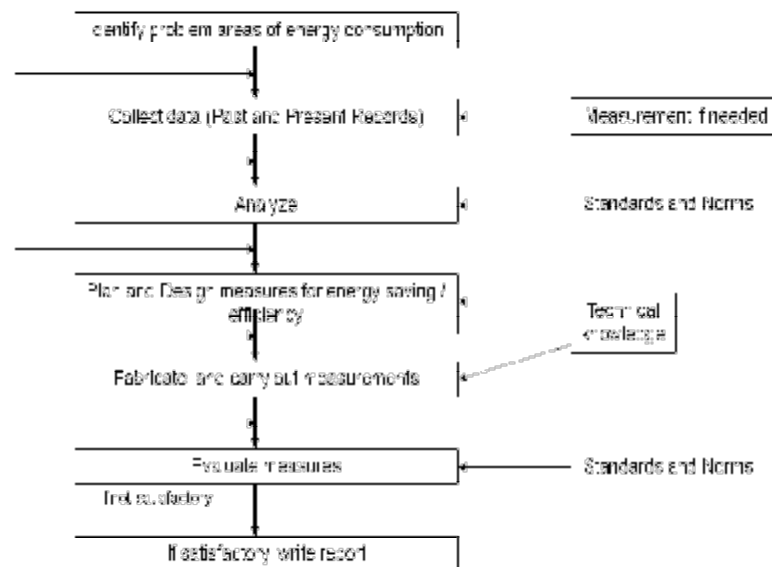 Identify problem areas of energy consumption
Collect data (Past and Present Records)
Measurement if needed
Analyze
Standards and Norms
Plan and Design measures for energy saving /
efficiency
Technical
knowledge
Fabricate and carry out measurements
Evaluate measures
Standards and Norms
If not satisfactory
If satisfactory write report